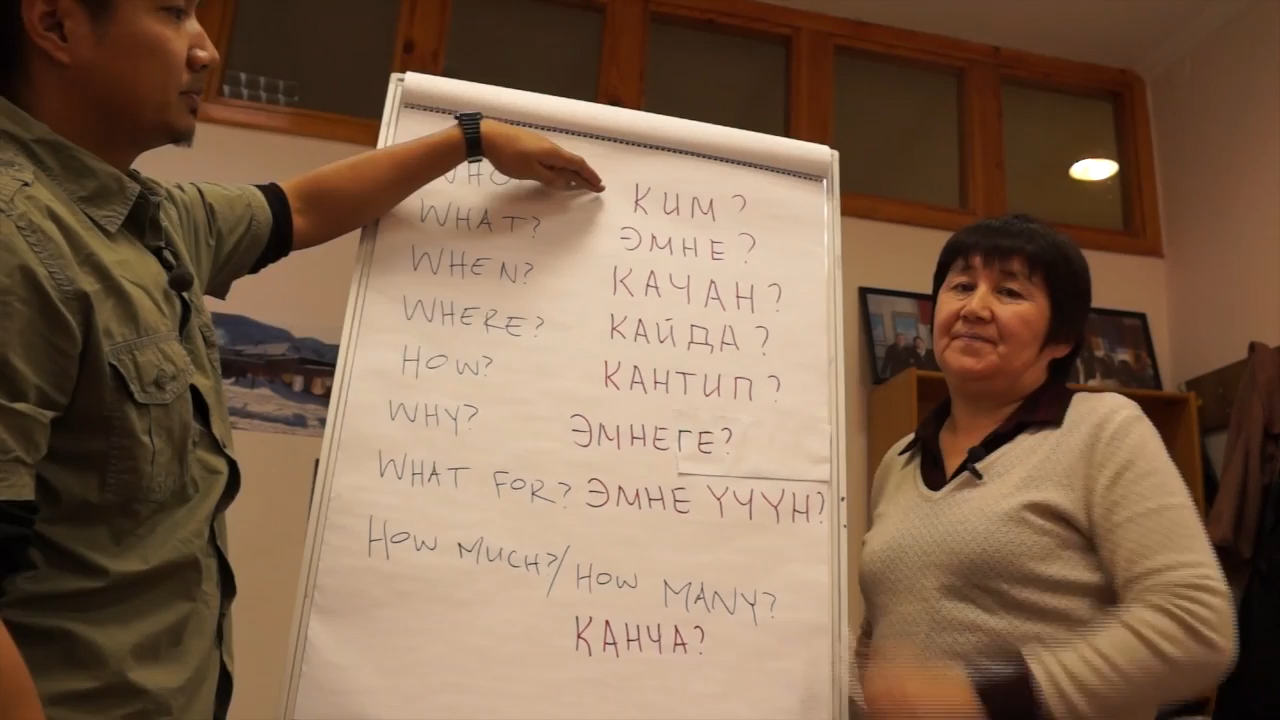 WHO КИМ?
WHAT? ЭМНЕ?
WHEN? КАЧАН?
WHERE? КАЙДА?
HOW? КАНТИП?
WHY? ЭМНЕГЕ?
WHAT FOR? ЭМНЕ ҮЧҮН?
HOW MUCH?/HOW MANY?
КАНЧА?